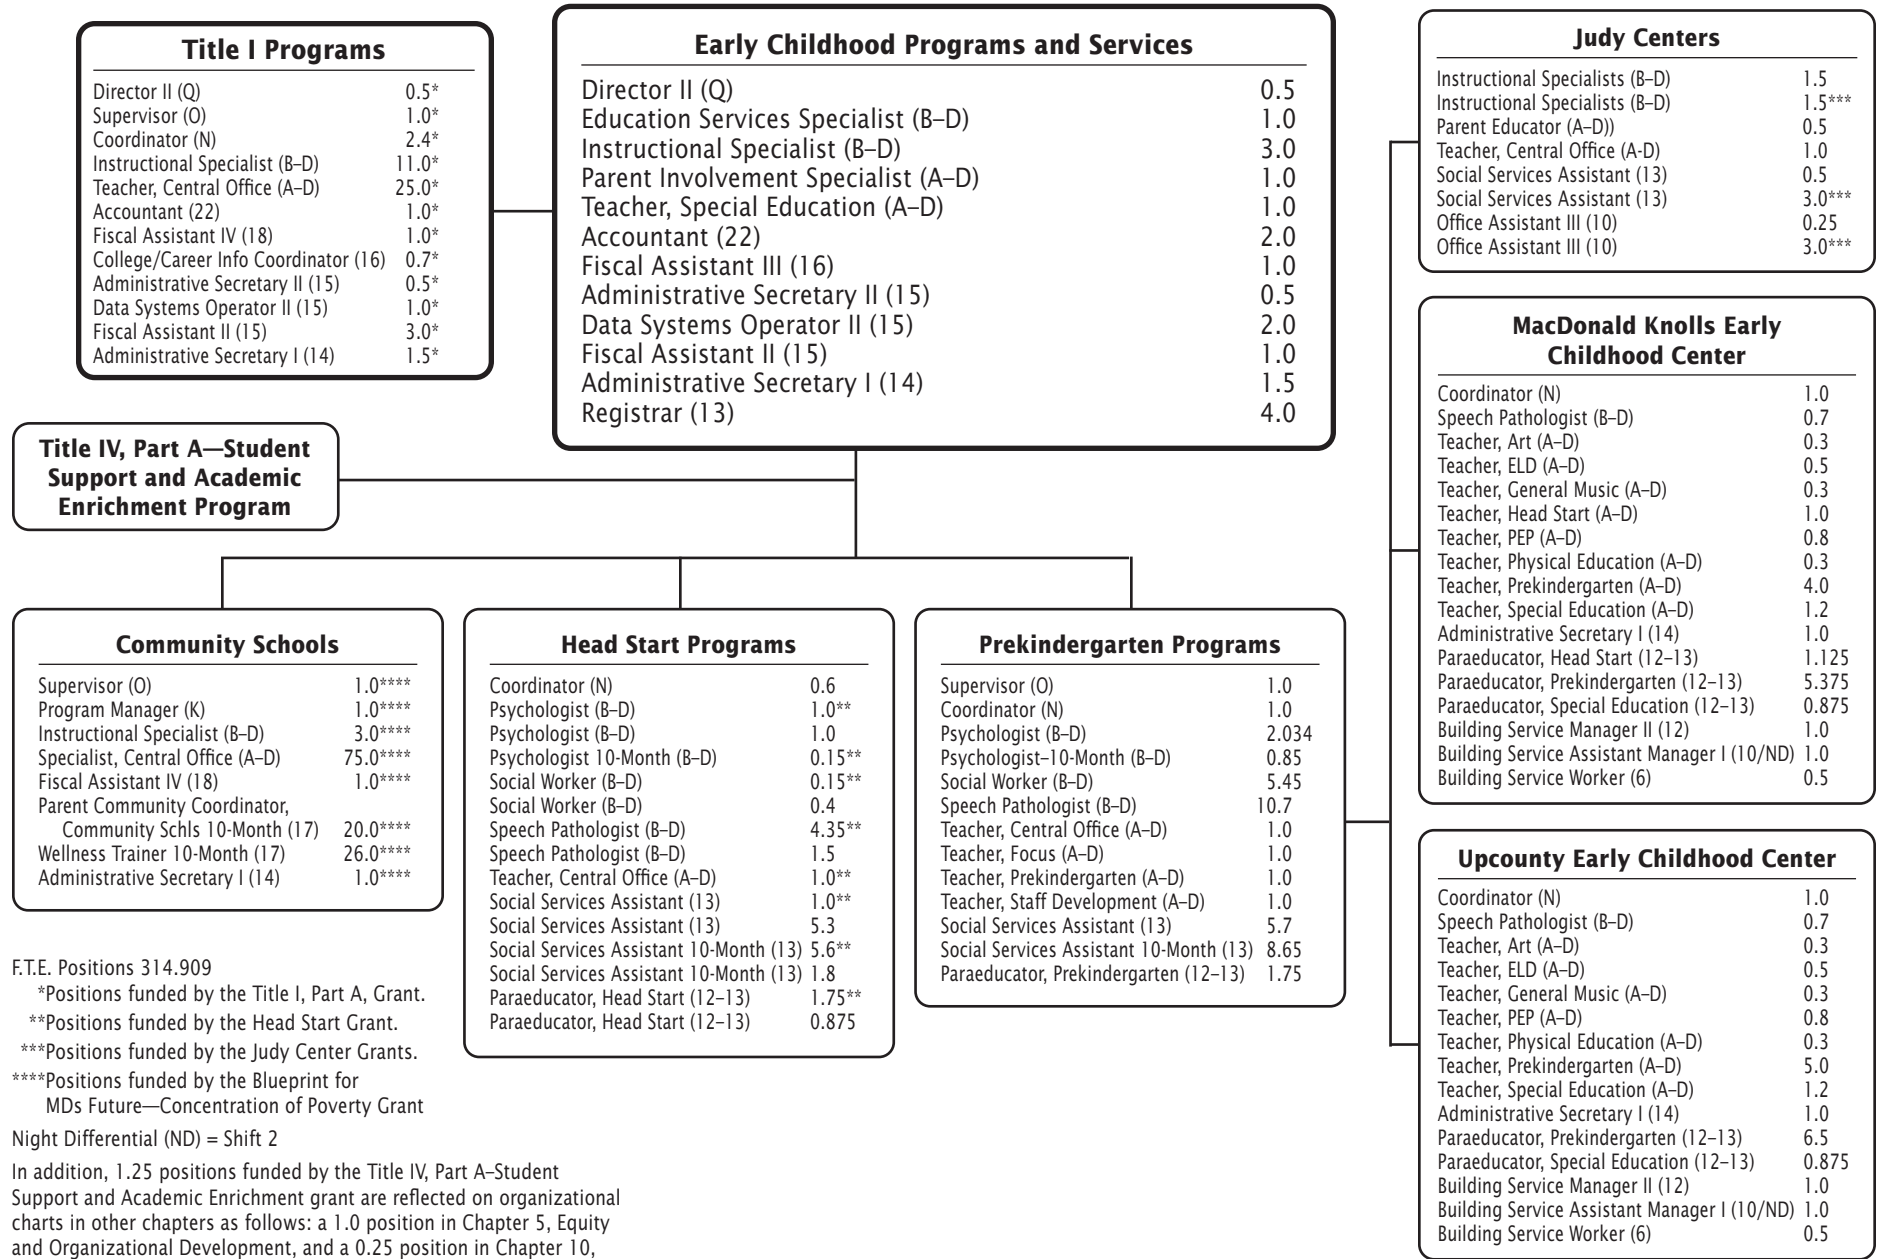 Title I Programs
Director II (Q) 0.5*
Supervisor (O) 1.0*
Coordinator (N) 2.4*
Instructional Specialist (B–D) 11.0*
Teacher, Central Office (A–D) 25.0*
Accountant (22) 1.0*
Fiscal Assistant IV (18) 1.0*
College/Career Info Coordinator (16) 0.7*
Administrative Secretary II (15) 0.5*
Data Systems Operator II (15) 1.0*
Fiscal Assistant II (15) 3.0*
Administrative Secretary I (14) 1.5*
Early Childhood Programs and Services
Director II (Q) 0.5
Education Services Specialist (B–D) 1.0
Instructional Specialist (B–D) 3.0
Parent Involvement Specialist (A–D) 1.0
Teacher, Special Education (A–D) 1.0
Accountant (22) 2.0
Fiscal Assistant III (16) 1.0
Administrative Secretary II (15) 0.5
Data Systems Operator II (15) 2.0
Fiscal Assistant II (15) 1.0
Administrative Secretary I (14) 1.5
Registrar (13) 4.0
Judy Centers
Instructional Specialists (B–D) 1.5
Instructional Specialists (B–D) 1.5***
Parent Educator (A–D)) 0.5
Teacher, Central Office (A-D) 1.0
Social Services Assistant (13) 0.5
Social Services Assistant (13) 3.0***
Office Assistant III (10) 0.25
Office Assistant III (10) 3.0***
MacDonald Knolls Early
Childhood Center
Coordinator (N) 1.0
Speech Pathologist (B–D) 0.7
Teacher, Art (A–D) 0.3
Teacher, ELD (A–D) 0.5
Teacher, General Music (A–D) 0.3
Teacher, Head Start (A–D) 1.0
Teacher, PEP (A–D) 0.8
Teacher, Physical Education (A–D) 0.3
Teacher, Prekindergarten (A–D) 4.0
Teacher, Special Education (A–D) 1.2
Administrative Secretary I (14) 1.0
Paraeducator, Head Start (12–13) 1.125
Paraeducator, Prekindergarten (12–13) 5.375
Paraeducator, Special Education (12–13) 0.875
Building Service Manager II (12) 1.0
Building Service Assistant Manager I (10/ND) 1.0
Building Service Worker (6) 0.5
Title IV, Part A—Student
Support and Academic
Enrichment Program
Community Schools
Supervisor (O) 1.0****
Program Manager (K) 1.0****
Instructional Specialist (B–D) 3.0****
Specialist, Central Office (A–D) 75.0****
Fiscal Assistant IV (18) 1.0****
Parent Community Coordinator,
Community Schls 10-Month (17) 20.0****
Wellness Trainer 10-Month (17) 26.0****
Administrative Secretary I (14) 1.0****
Head Start Programs
Coordinator (N) 0.6
Psychologist (B–D) 1.0**
Psychologist (B–D) 1.0
Psychologist 10-Month (B–D) 0.15**
Social Worker (B–D) 0.15**
Social Worker (B–D) 0.4
Speech Pathologist (B–D) 4.35**
Speech Pathologist (B–D) 1.5
Teacher, Central Office (A–D) 1.0**
Social Services Assistant (13) 1.0**
Social Services Assistant (13) 5.3
Social Services Assistant 10-Month (13) 5.6**
Social Services Assistant 10-Month (13) 1.8
Paraeducator, Head Start (12–13) 1.75**
Paraeducator, Head Start (12–13) 0.875
Prekindergarten Programs
Supervisor (O) 1.0
Coordinator (N) 1.0
Psychologist (B–D) 2.034
Psychologist–10-Month (B–D) 0.85
Social Worker (B–D) 5.45
Speech Pathologist (B–D) 10.7
Teacher, Central Office (A–D) 1.0
Teacher, Focus (A–D) 1.0
Teacher, Prekindergarten (A–D) 1.0
Teacher, Staff Development (A–D) 1.0
Social Services Assistant (13) 5.7
Social Services Assistant 10-Month (13) 8.65
Paraeducator, Prekindergarten (12–13) 1.75
Upcounty Early Childhood Center
Coordinator (N) 1.0
Speech Pathologist (B–D) 0.7
Teacher, Art (A–D) 0.3
Teacher, ELD (A–D) 0.5
Teacher, General Music (A–D) 0.3
Teacher, PEP (A–D) 0.8
Teacher, Physical Education (A–D) 0.3
Teacher, Prekindergarten (A–D) 5.0
Teacher, Special Education (A–D) 1.2
Administrative Secretary I (14) 1.0
Paraeducator, Prekindergarten (12–13) 6.5
Paraeducator, Special Education (12–13) 0.875
Building Service Manager II (12) 1.0
Building Service Assistant Manager I (10/ND) 1.0
Building Service Worker (6) 0.5
F.T.E. Positions 314.909
*Positions funded by the Title I, Part A, Grant.
**Positions funded by the Head Start Grant.
***Positions funded by the Judy Center Grants.
****Positions funded by the Blueprint for
MDs Future—Concentration of Poverty Grant
Night Differential (ND) = Shift 2
In addition, 1.25 positions funded by the Title IV, Part A–Student
Support and Academic Enrichment grant are reflected on organizational
charts in other chapters as follows: a 1.0 position in Chapter 5, Equity
and Organizational Development, and a 0.25 position in Chapter 10,